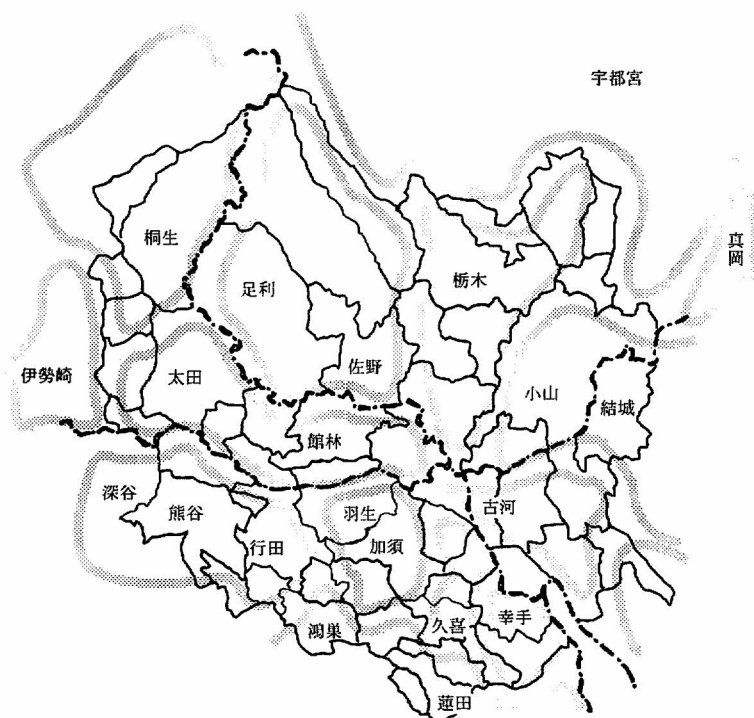 宇都宮
真岡
桐生
足利
栃木
伊勢崎
太田
佐野
小山
結城
館林
深谷
熊谷
羽生
古河
行田
加須
鴻巣
久喜
幸手
蓮田